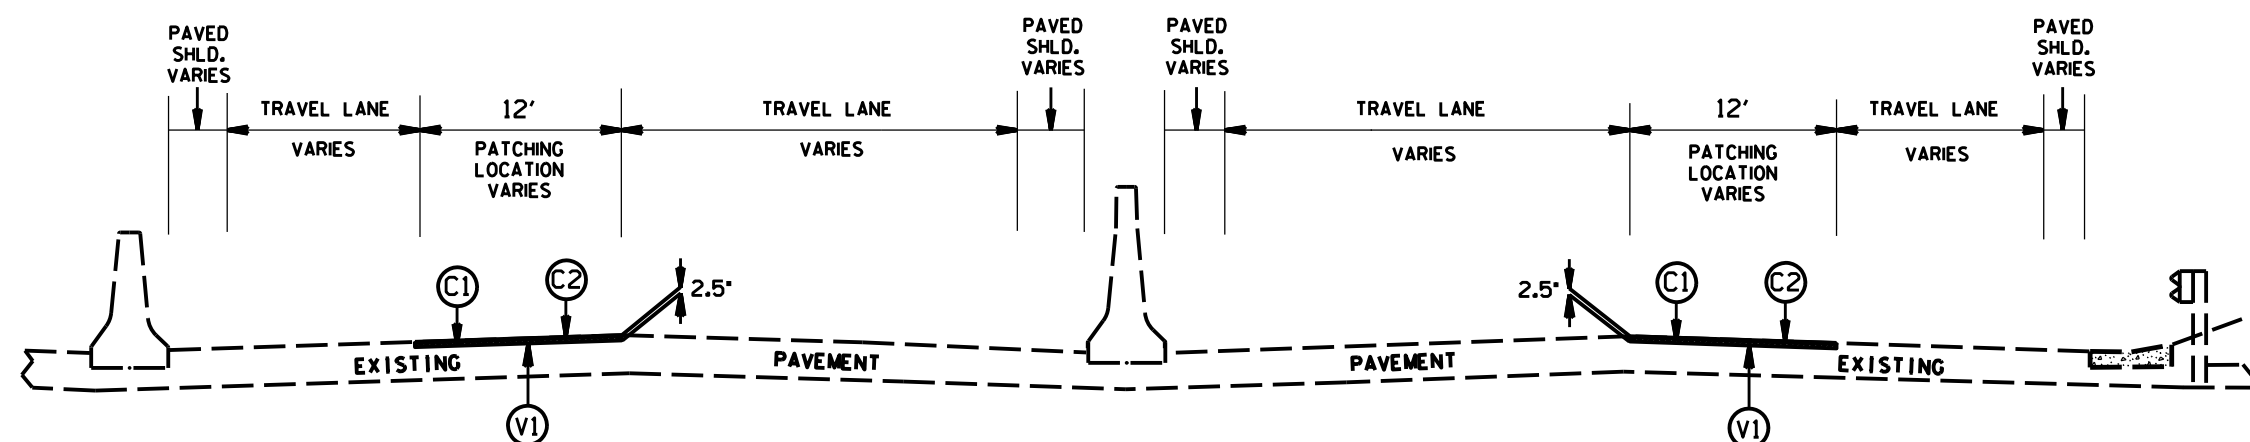 PAVED
SHLD.
VARIES
TRAVEL LANE
VARIES
12'
PATCHING
LOCATION
VARIES
TRAVEL LANE
VARIES
PAVED
SHLD.
VARIES
PAVED
SHLD.
VARIES
TRAVEL LANE
VARIES
12'
PATCHING
LOCATION
VARIES
TRAVEL LANE
VARIES
PAVED
SHLD.
VARIES
C1
C2
2.5"
2.5"
C1
C2
EXISTING
PAVEMENT
PAVEMENT
EXISTING
V1
V1